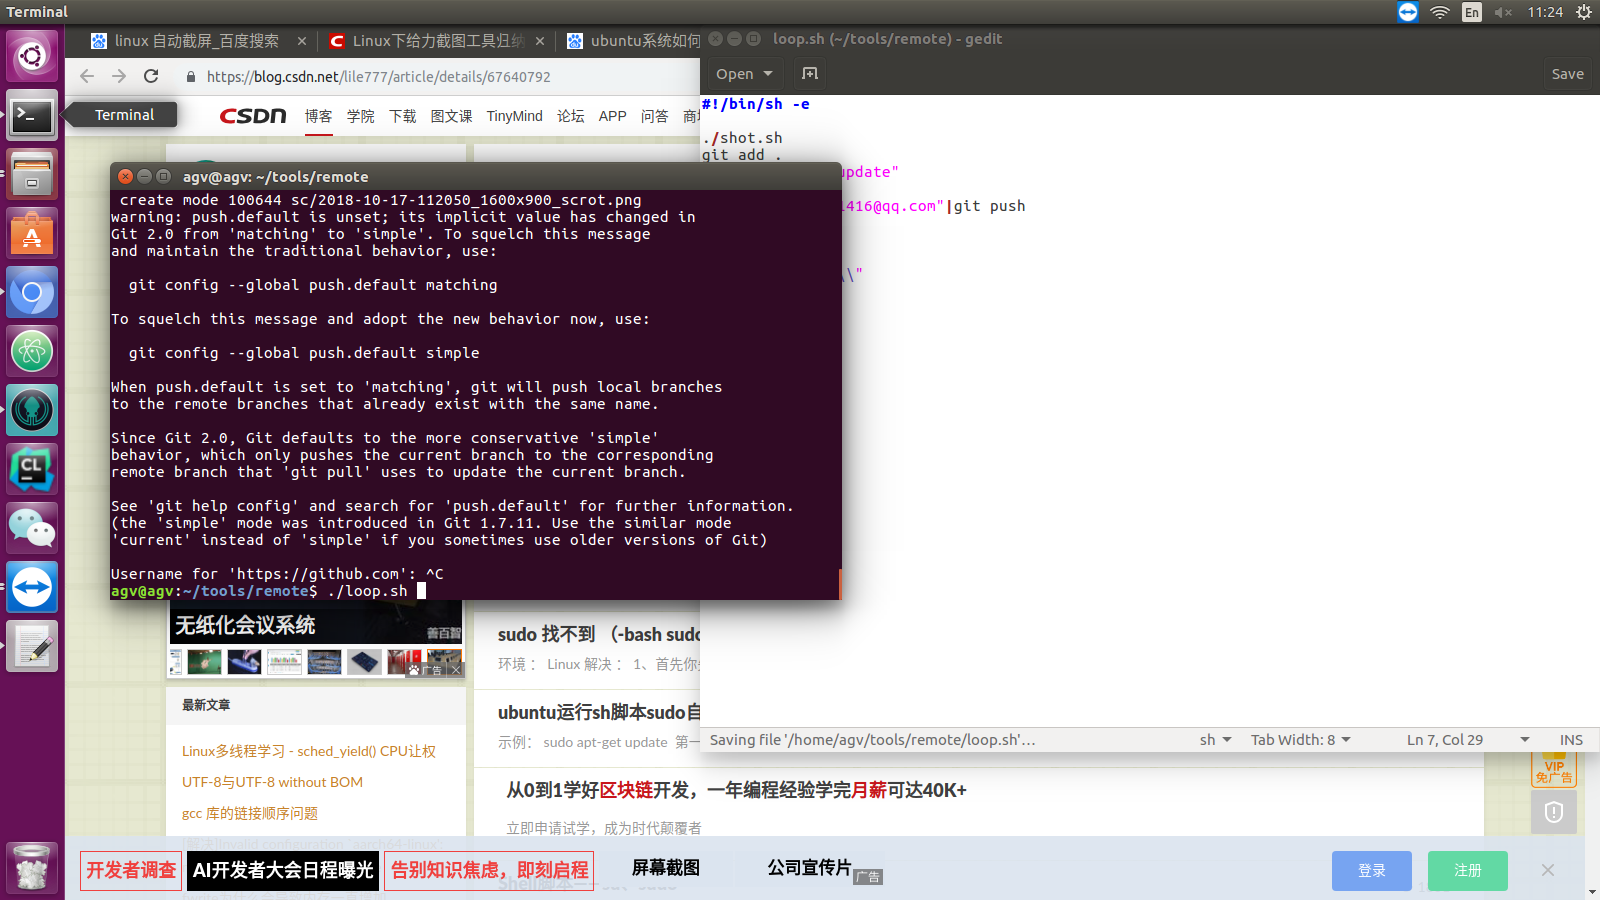 Terminal
En
11:24
linux 自动截屏_百度搜索
Linux下给力截图工具归纳
ubuntu系统如何
loop.sh (~/tools/remote) - gedit
https://blog.csdn.net/lile777/article/details/67640792
Open
Save
Terminal
CSDN
博客
学院
下载
图文课
TinyMind
论坛
APP
问答
#!/bin/sh -e
./shot.sh
git add .
update"
1416@qq.com"|git push
\\"
agv@agv: ~/tools/remote
create mode 100644 sc/2018-10-17-112050_1600x900_scrot.png
warning: push.default is unset; its implicit value has changed in
Git 2.0 from 'matching' to 'simple'. To squelch this message
and maintain the traditional behavior, use:
git config --global push.default matching
To squelch this message and adopt the new behavior now, use:
git config --global push.default simple
When push.default is set to 'matching', git will push local branches
to the remote branches that already exist with the same name.
Since Git 2.0, Git defaults to the more conservative 'simple'
behavior, which only pushes the current branch to the corresponding
remote branch that 'git pull' uses to update the current branch.
See 'git help config' and search for 'push.default' for further information.
(the 'simple' mode was introduced in Git 1.7.11. Use the similar mode
'current' instead of 'simple' if you sometimes use older versions of Git)
Username for 'https://github.com': ^C
agv@agv:~/tools/remote$ ./loop.sh
无纸化会议系统
善百智
广告
最新文章
Linux多线程学习 - sched_yield() CPU让权
UTF-8与UTF-8 without BOM
gcc 库的链接顺序问题
sudo 找不到 （-bash sudo
环境： Linux 解决： 1、首先你
ubuntu运行sh脚本sudo自
示例： sudo apt-get update 第一
从0到1学好区块链开发，一年编程经验学完月薪可达40K+
立即申请试学，成为时代颠覆者
Saving file '/home/agv/tools/remote/loop.sh'...
sh
Tab Width: 8
Ln 7, Col 29
INS
VIP
免广告
开发者调查
AI开发者大会日程曝光
告别知识焦虑，即刻启程
屏幕截图
公司宣传片
广告
登录
注册
CL